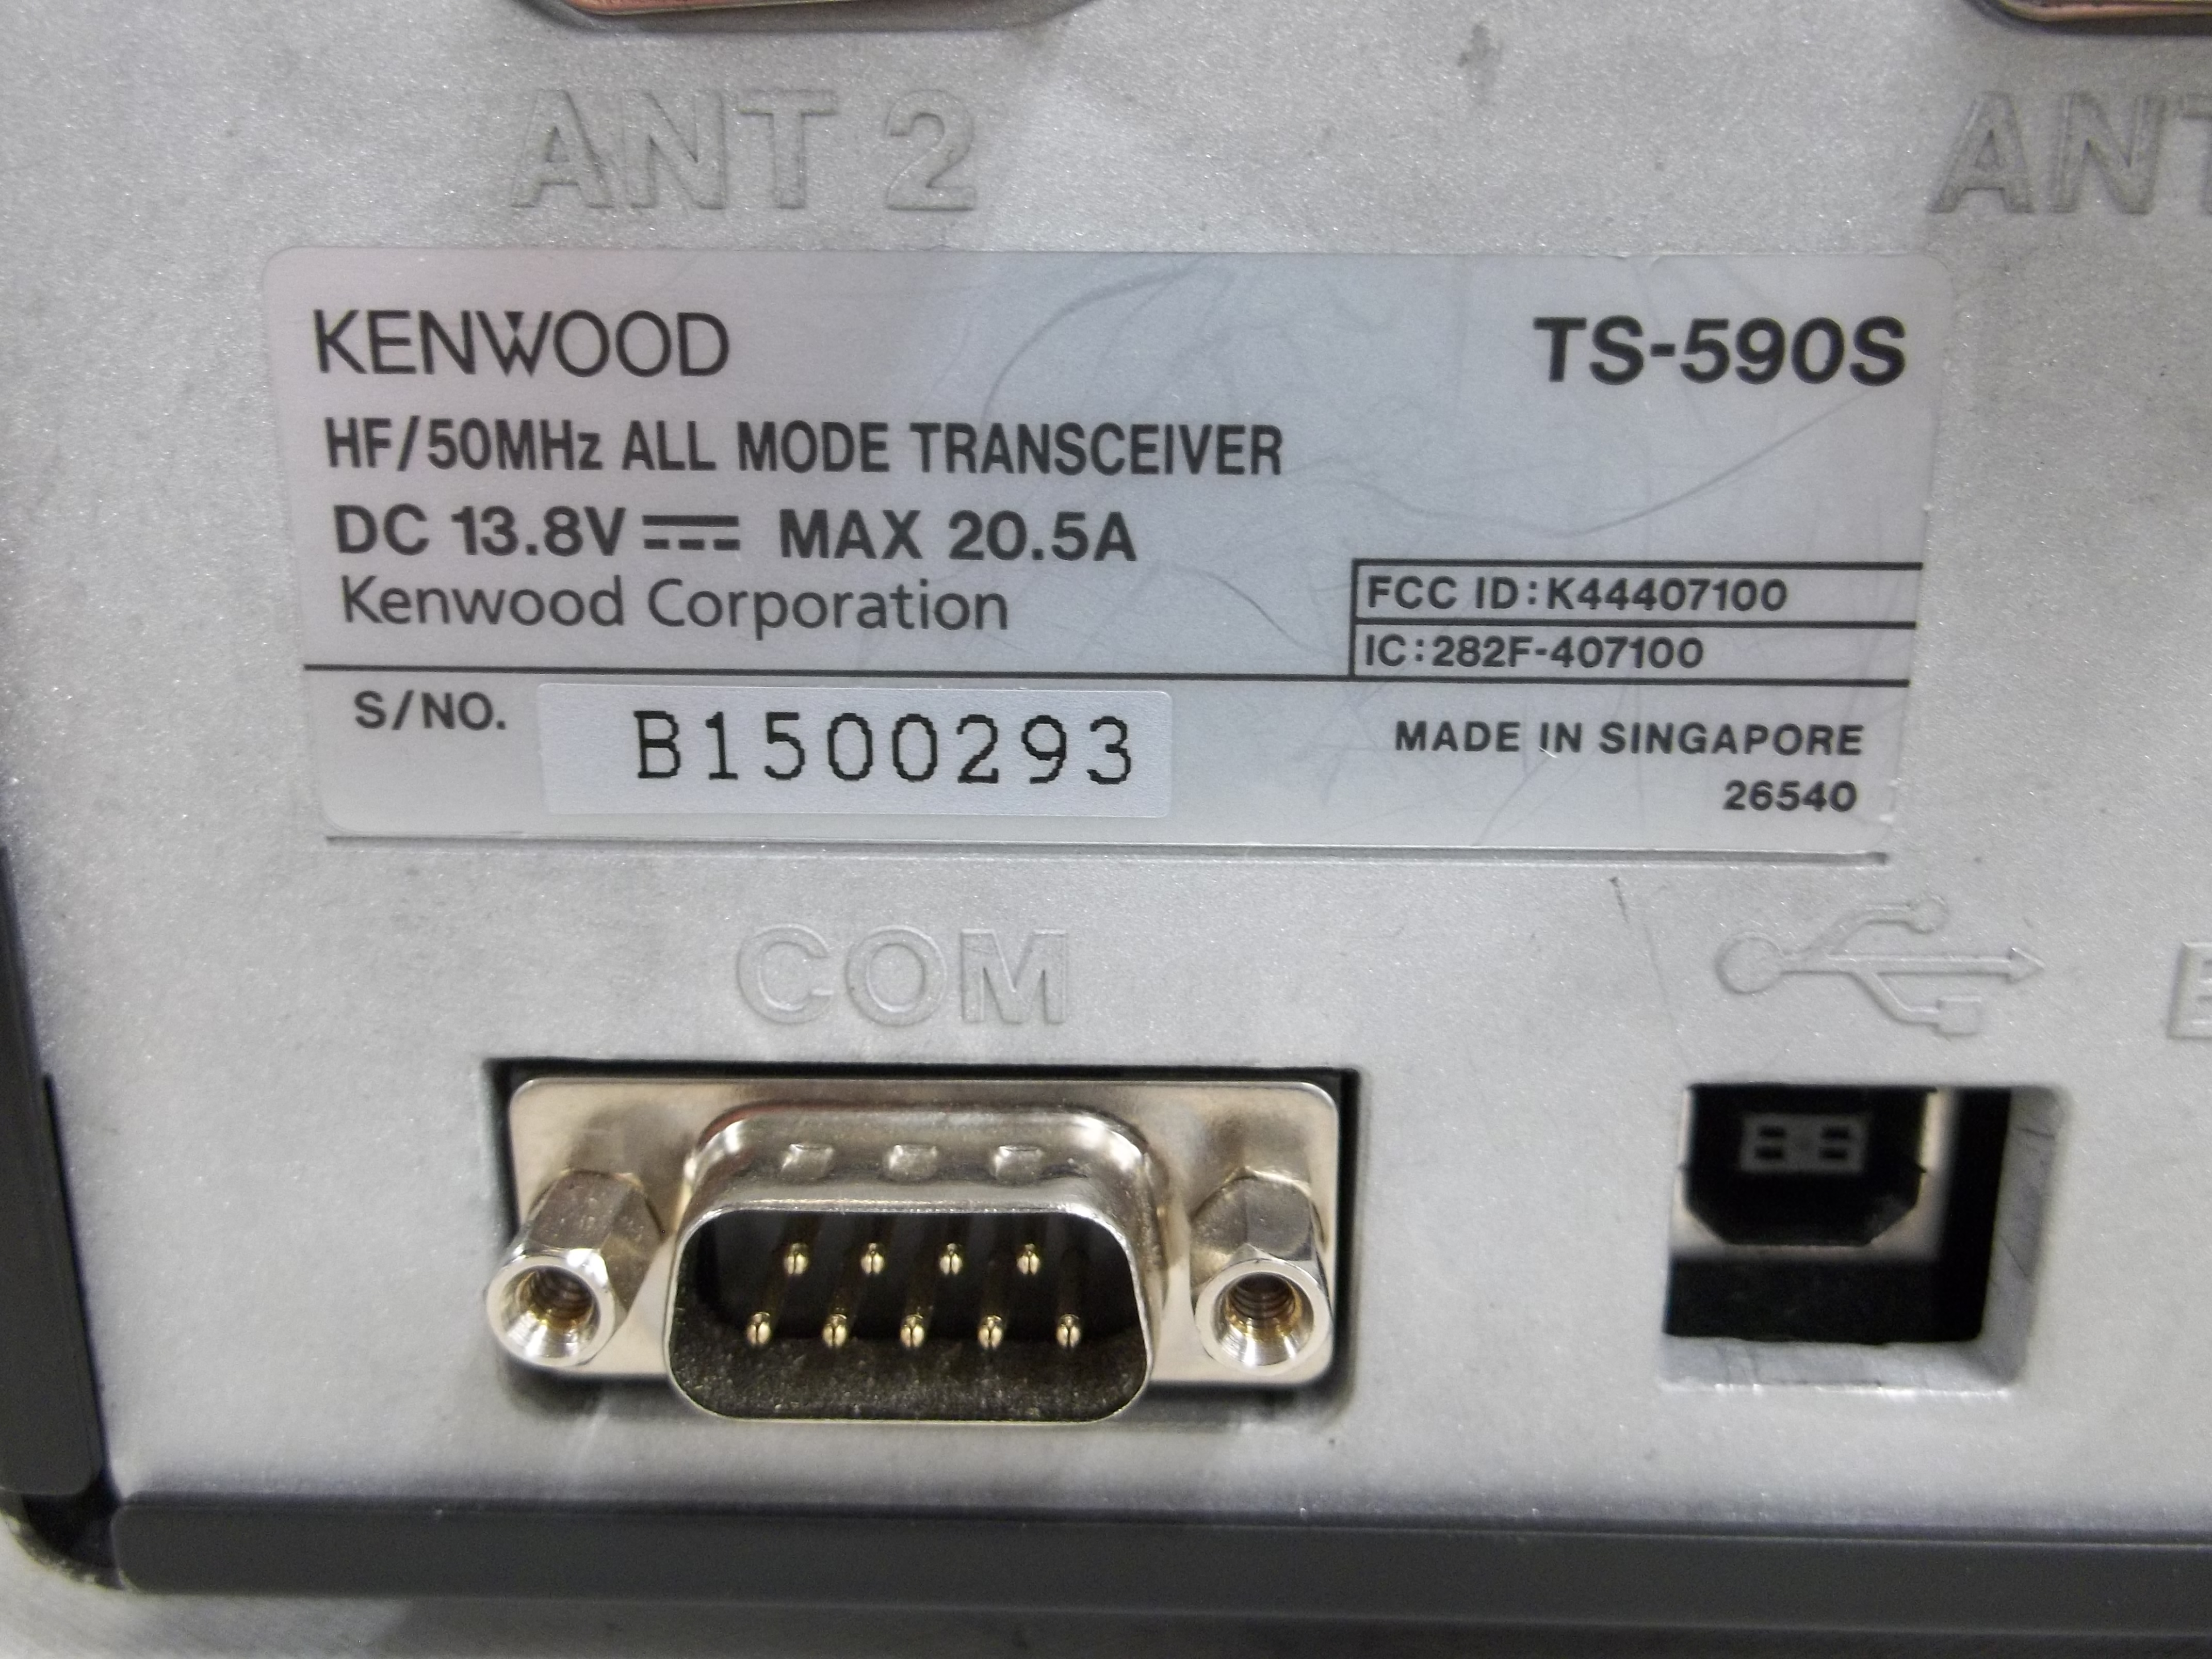 ANT 2
ANT
KENWOOD
TS-590S
HF/50MHz ALL MODE TRANSCEIVER
DC 13.8V MAX 20.5A
Kenwood Corporation
FCC ID:K44407100
IC:282F-407100
S/NO.
B1500293
MADE IN SINGAPORE
26540
COM